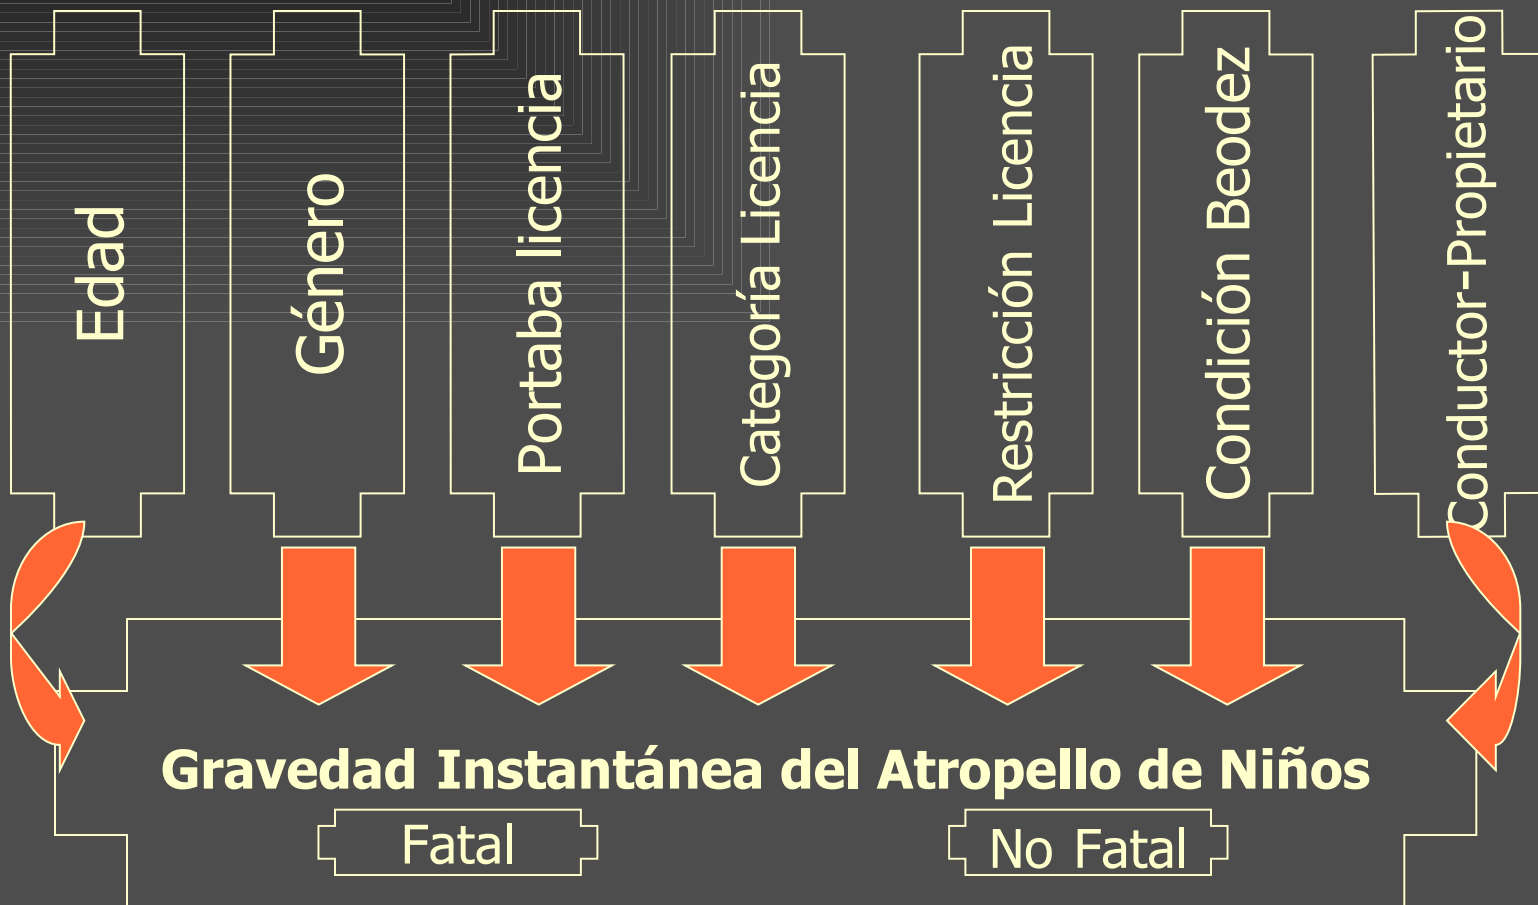 Edad
Género
Portaba licencia
Categoría Licencia
Restricción Licencia
Condición Beodez
Conductor-Propietario
Gravedad Instantánea del Atropello de Niños
Fatal
No Fatal